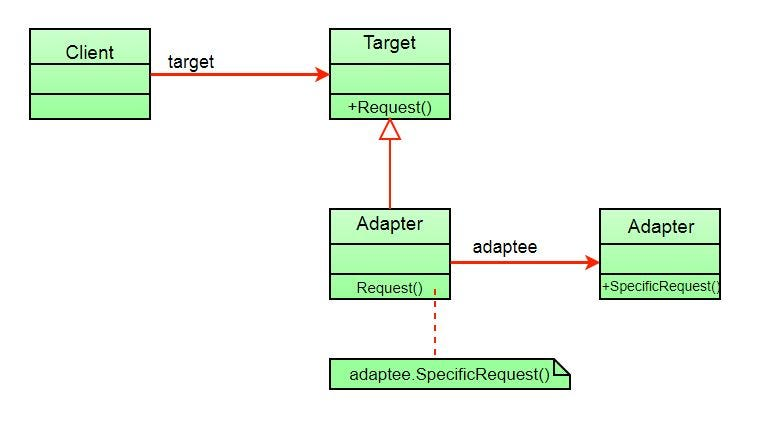 Client
target
Target
+Request()
Adapter
Request()
adaptee
Adapter
+SpecificRequest()
adaptee.SpecificRequest()